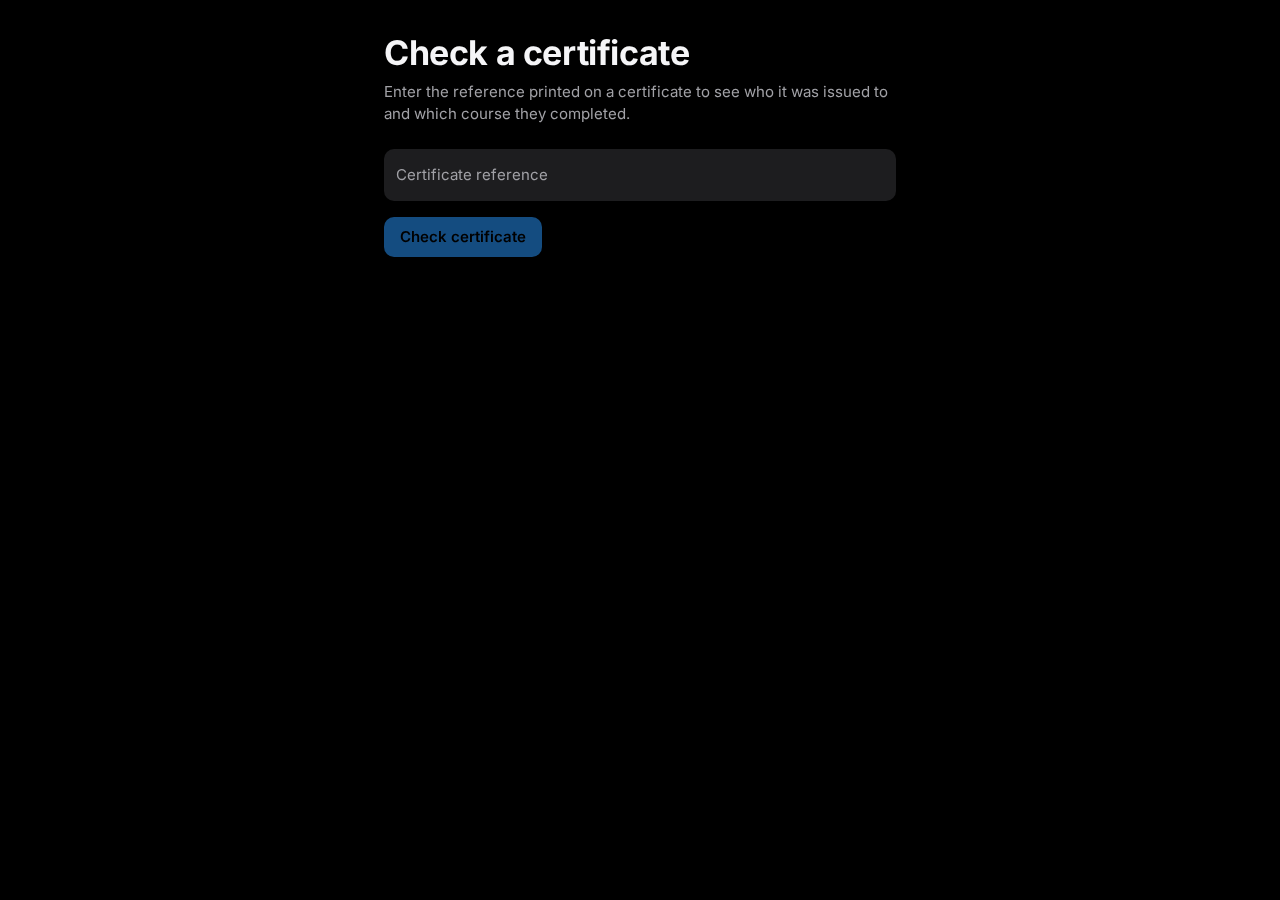 Check a certificate
Enter the reference printed on a certificate to see who it was issued to
and which course they completed.
Certificate reference
Check certificate